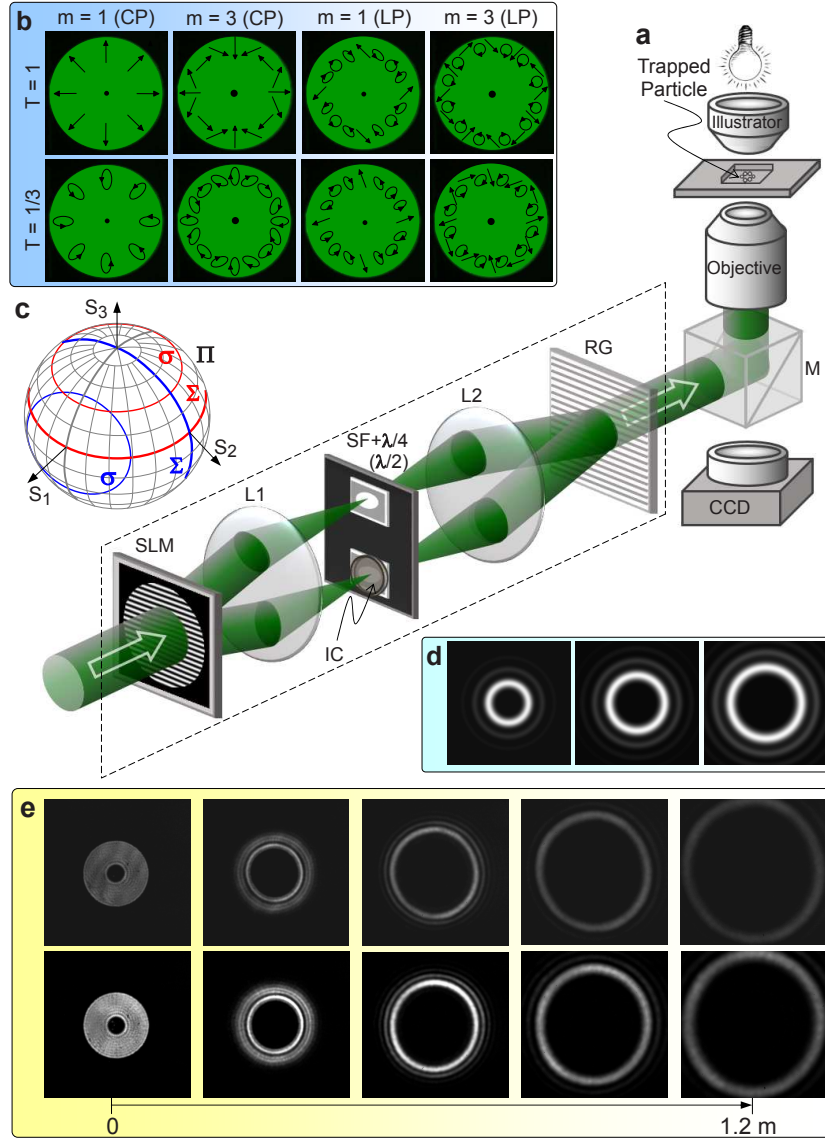 b
m = 1 (CP)
m = 3 (CP)
m = 1 (LP)
m = 3 (LP)
T = 1
T = 1/3
a
Trapped
Particle
Illustrator
Objective
M
CCD
c
S3
S2
S1
σ
Π
Σ
σ
Σ
RG
L2
SF+λ/4
(λ/2)
L1
SLM
IC
d
e
0
1.2 m